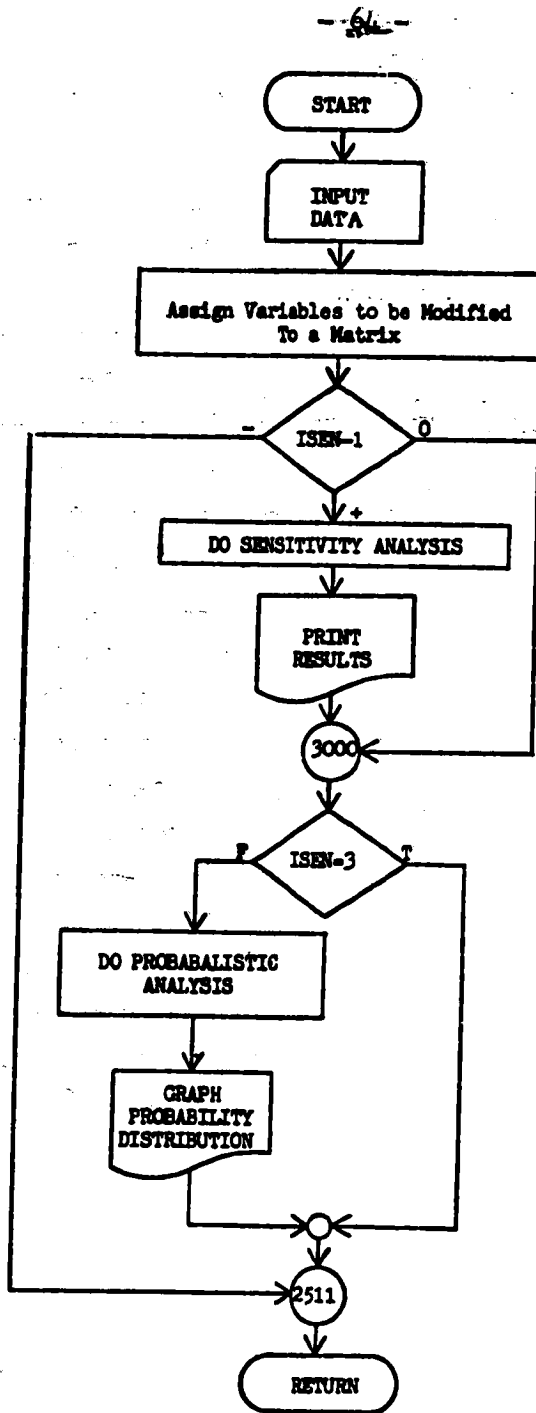 START
INPUT
DATA
Assign Variables to be Modified
To a Matrix
- ISEN-1 0
+
DO SENSITIVITY ANALYSIS
PRINT
RESULTS
3000
F ISEN=3 T
DO PROBABALISTIC
ANALYSIS
GRAPH
PROBABILITY
DISTRIBUTION
2511
RETURN